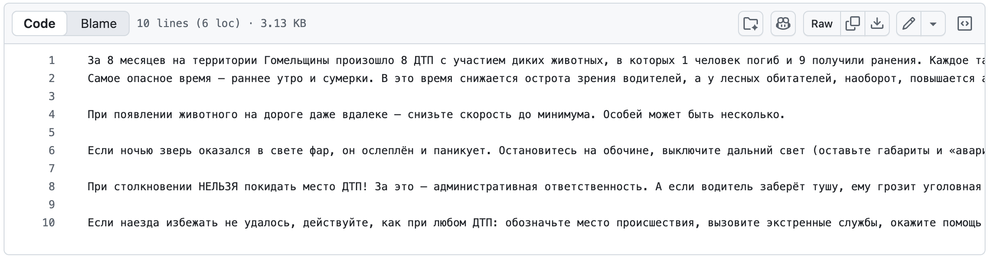 Code Blame 10 lines (6 loc) · 3.13 KB Raw
1 За 8 месяцев на территории Гомельщины произошло 8 ДТП с участием диких животных, в которых 1 человек погиб и 9 получили ранения. Каждое
2 Самое опасное время — раннее утро и сумерки. В это время снижается острота зрения водителей, а у лесных обитателей, наоборот, повышается
3
4 При появлении животного на дороге даже вдалеке — снизьте скорость до минимума. Особей может быть несколько.
5
6 Если ночью зверь оказался в свете фар, он ослеплён и паникует. Остановитесь на обочине, выключите дальний свет (оставьте габариты и
7
8 При столкновении НЕЛЬЗЯ покидать место ДТП! За это — административная ответственность. А если водитель заберёт тушу, ему грозит уголовная
9
10 Если наезда избежать не удалось, действуйте, как при любом ДТП: обозначьте место происшествия, вызовите экстренные службы, окажите помощь